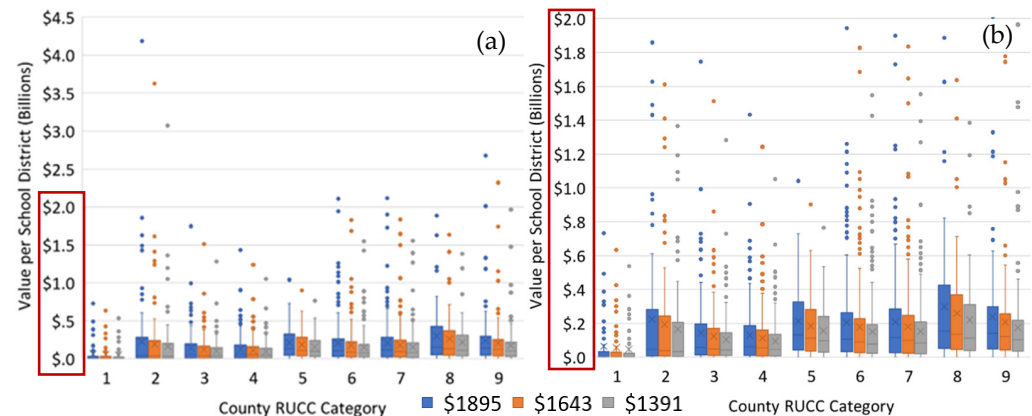 (a)
Value per School District (Billions)
$4.5
$4.0
$3.5
$3.0
$2.5
$2.0
$1.5
$1.0
$.5
$.0
1 2 3 4 5 6 7 8 9
County RUCC Category
(b)
Value per School District (Billions)
$2.0
$1.8
$1.6
$1.4
$1.2
$1.0
$.8
$.6
$.4
$.2
$.0
1 2 3 4 5 6 7 8 9
County RUCC Category
$1895 $1643 $1391